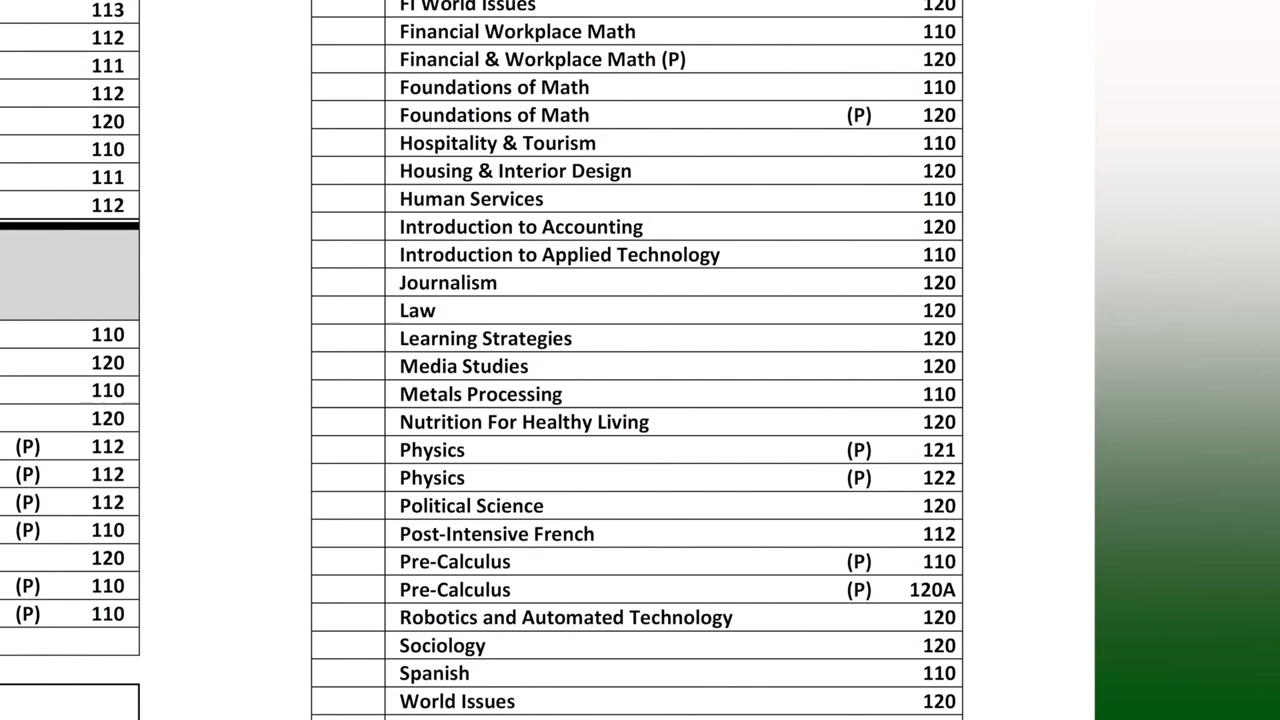 113
112
111
112
120
110
111
112
110
120
110
120
(P) 112
(P) 112
(P) 112
(P) 110
120
(P) 110
(P) 110
FI World Issues 120
Financial Workplace Math 110
Financial & Workplace Math (P) 120
Foundations of Math 110
Foundations of Math (P) 120
Hospitality & Tourism 110
Housing & Interior Design 120
Human Services 110
Introduction to Accounting 120
Introduction to Applied Technology 110
Journalism 120
Law 120
Learning Strategies 120
Media Studies 120
Metals Processing 110
Nutrition For Healthy Living 120
Physics (P) 121
Physics (P) 122
Political Science 120
Post-Intensive French 112
Pre-Calculus (P) 110
Pre-Calculus (P) 120A
Robotics and Automated Technology 120
Sociology 120
Spanish 110
World Issues 120